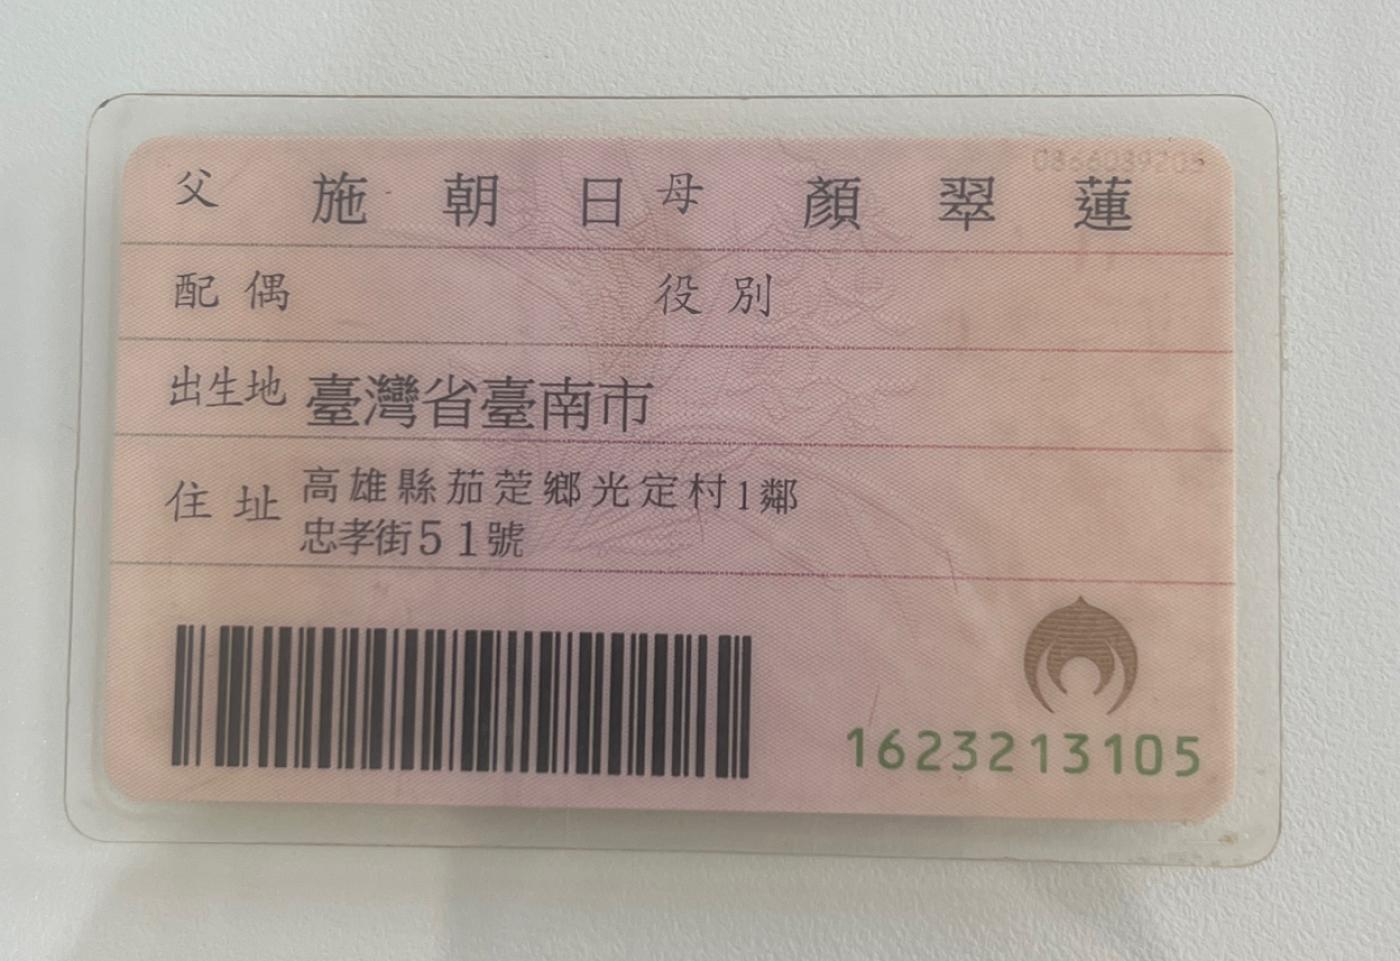 0366039205
父 施朝日 母 顏翠蓮
配偶 役別
出生地 臺灣省臺南市
住址 高雄縣茄萣鄉光定村1鄰
忠孝街51號
1623213105